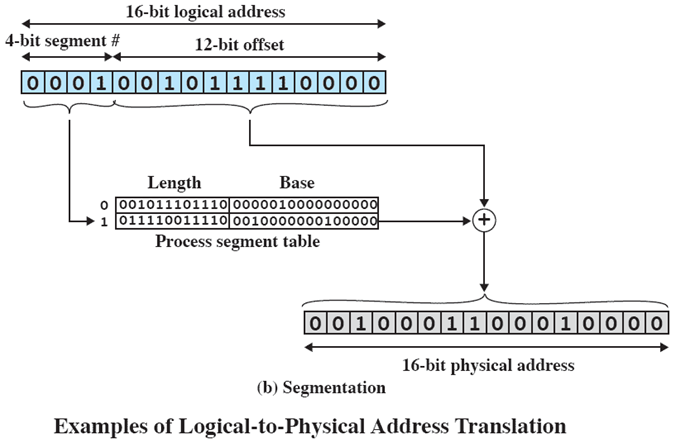 16-bit logical address
4-bit segment #
12-bit offset
0 0 0 1 0 0 1 0 1 1 1 1 0 0 0 0
Length Base
0 001011101110 0000010000000000
1 011110011110 0010000000100000
+
Process segment table
0 0 1 0 0 0 1 1 0 0 0 1 0 0 0 0
16-bit physical address
(b) Segmentation
Examples of Logical-to-Physical Address Translation